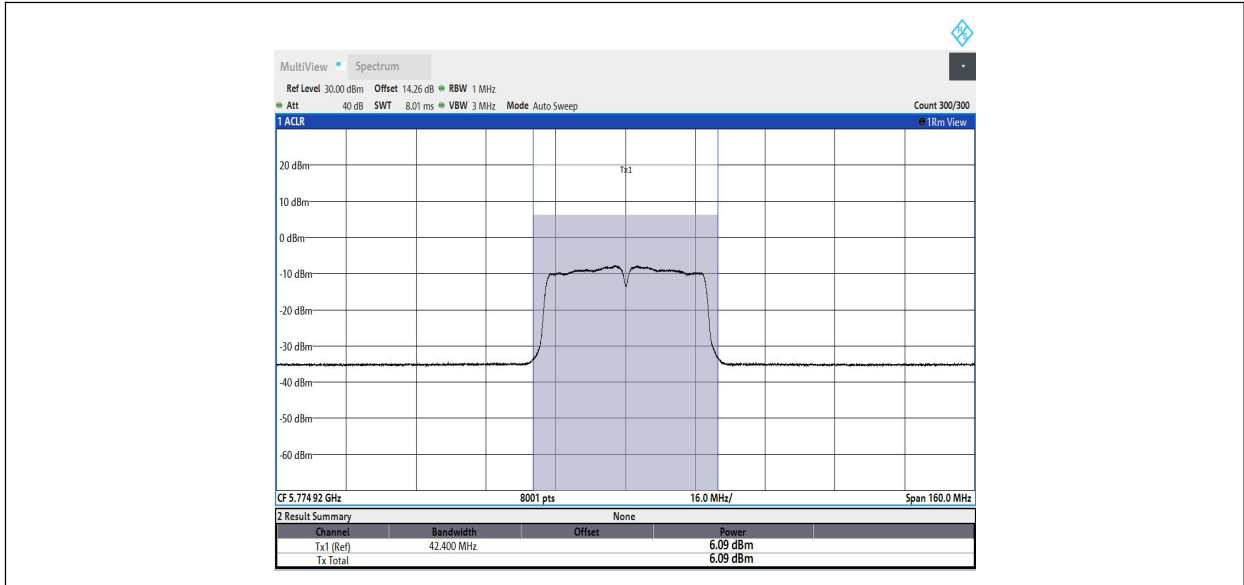 R&S
MultiView Spectrum
Ref Level 30.00 dBm Offset 14.26 dB RBW 1 MHz
Att 40 dB SWT 8.01 ms VBW 3 MHz Mode Auto Sweep Count 300/300
1 ACLR 1Rm View
20 dBm
Tx1
10 dBm
0 dBm
-10 dBm
-20 dBm
-30 dBm
-40 dBm
-50 dBm
-60 dBm
CF 5.774 92 GHz 8001 pts 16.0 MHz/ Span 160.0 MHz
2 Result Summary None
Channel Bandwidth Offset Power
Tx1 (Ref) 42.400 MHz 6.09 dBm
Tx Total 6.09 dBm